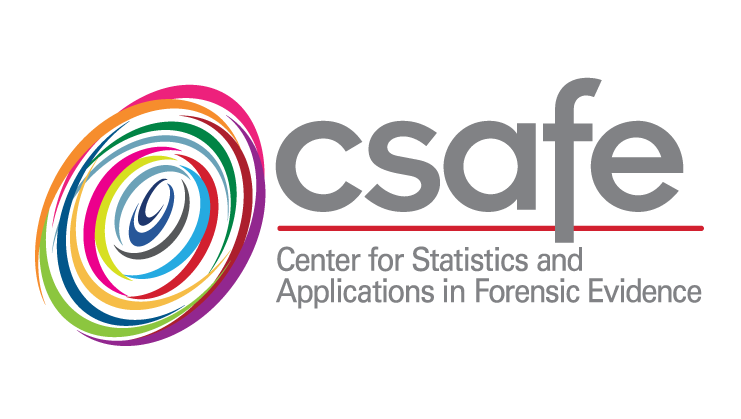 csafe
Center for Statistics and
Applications in Forensic Evidence